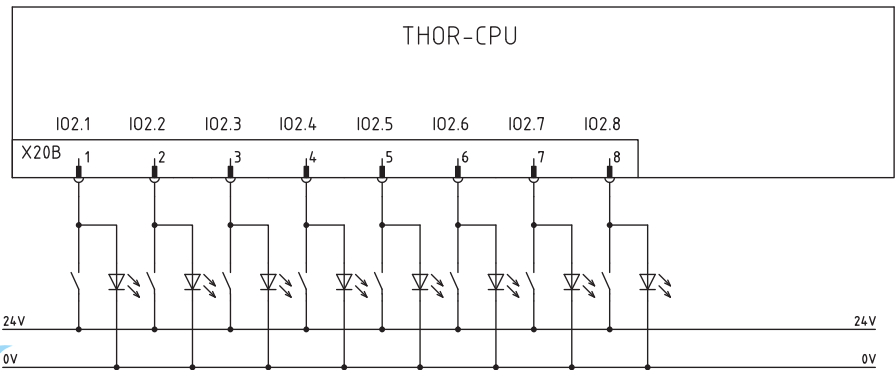 THOR-CPU
IO2.1 IO2.2 IO2.3 IO2.4 IO2.5 IO2.6 IO2.7 IO2.8
X20B 1 2 3 4 5 6 7 8
24V 24V
0V 0V